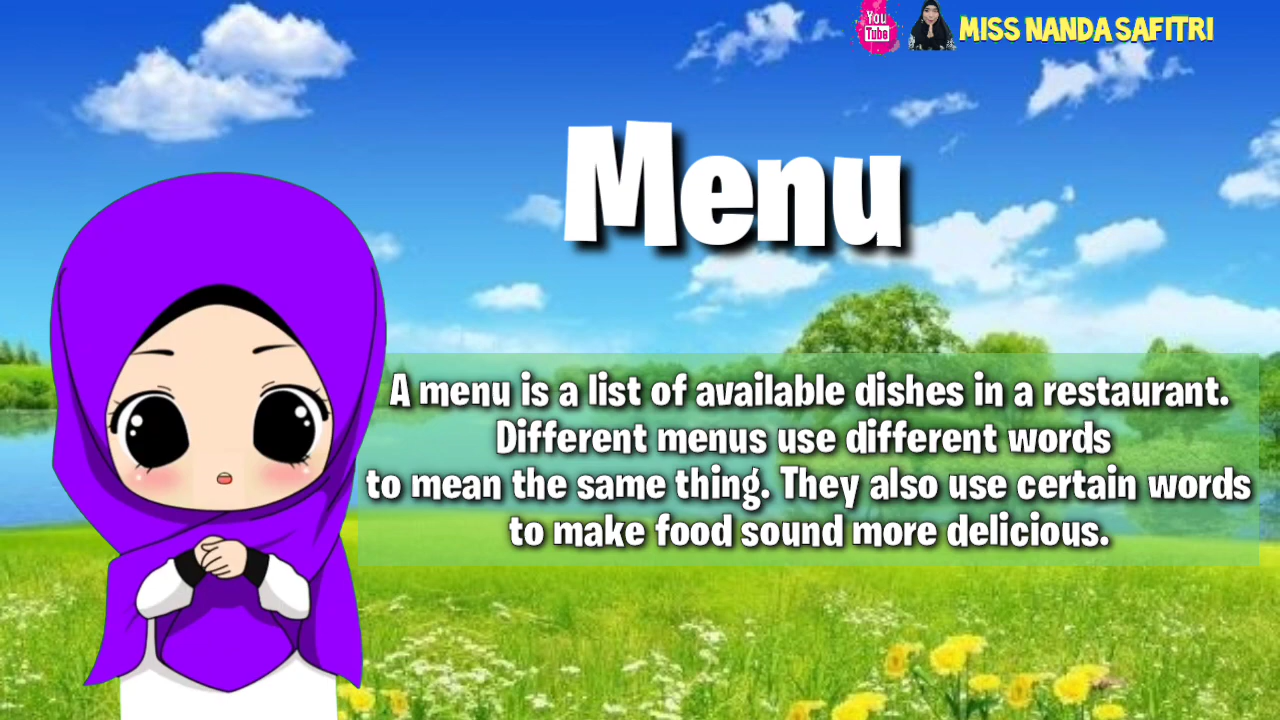 You
Tube
MISS NANDA SAFITRI
Menu
A menu is a list of available dishes in a restaurant.
Different menus use different words
to mean the same thing. They also use certain words
to make food sound more delicious.